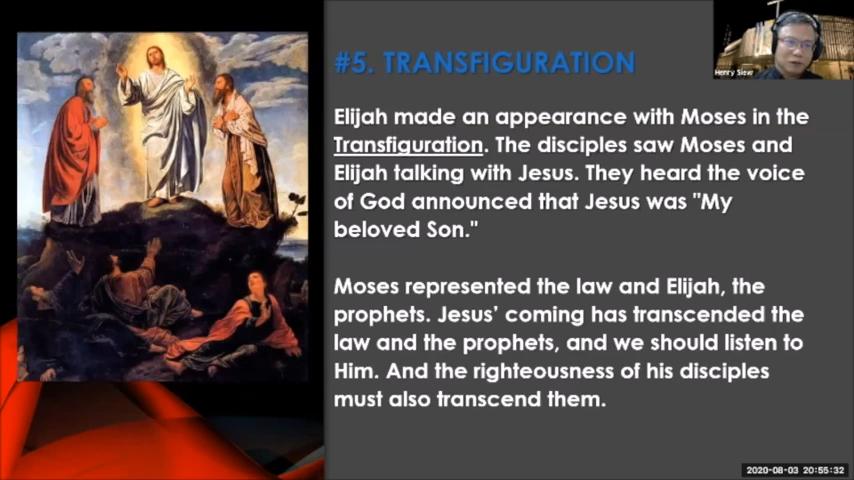 #5. TRANSFIGURATION
Henry Siew
Elijah made an appearance with Moses in the
Transfiguration. The disciples saw Moses and
Elijah talking with Jesus. They heard the voice
of God announced that Jesus was "My
beloved Son."
Moses represented the law and Elijah, the
prophets. Jesus’ coming has transcended the
law and the prophets, and we should listen to
Him. And the righteousness of his disciples
must also transcend them.
2020-08-03 20:55:32